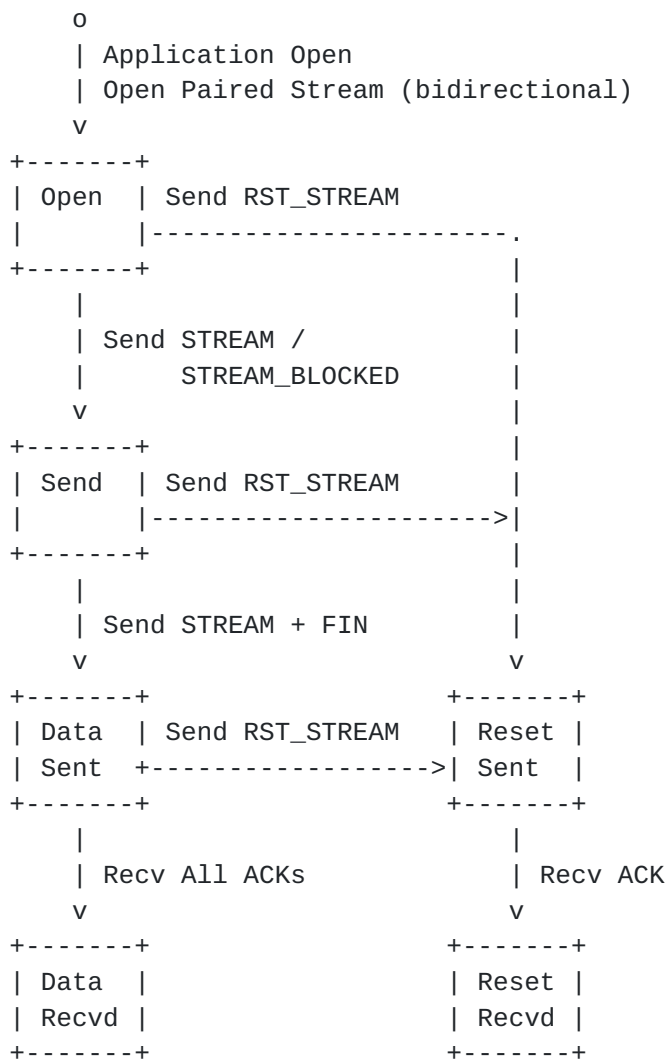 o
| Application Open
| Open Paired Stream (bidirectional)
v
+-------+
| Open  | Send RST_STREAM
|       |-----------------------.
+-------+                       |
    |                           |
    | Send STREAM /             |
    |      STREAM_BLOCKED       |
    v                           |
+-------+                       |
| Send  | Send RST_STREAM       |
|       |---------------------->|
+-------+                       |
    |                           |
    | Send STREAM + FIN         |
    v                           v
+-------+                   +-------+
| Data  | Send RST_STREAM   | Reset |
| Sent  +------------------>| Sent  |
+-------+                   +-------+
    |                           |
    | Recv All ACKs             | Recv ACK
    v                           v
+-------+                   +-------+
| Data  |                   | Reset |
| Recvd |                   | Recvd |
+-------+                   +-------+